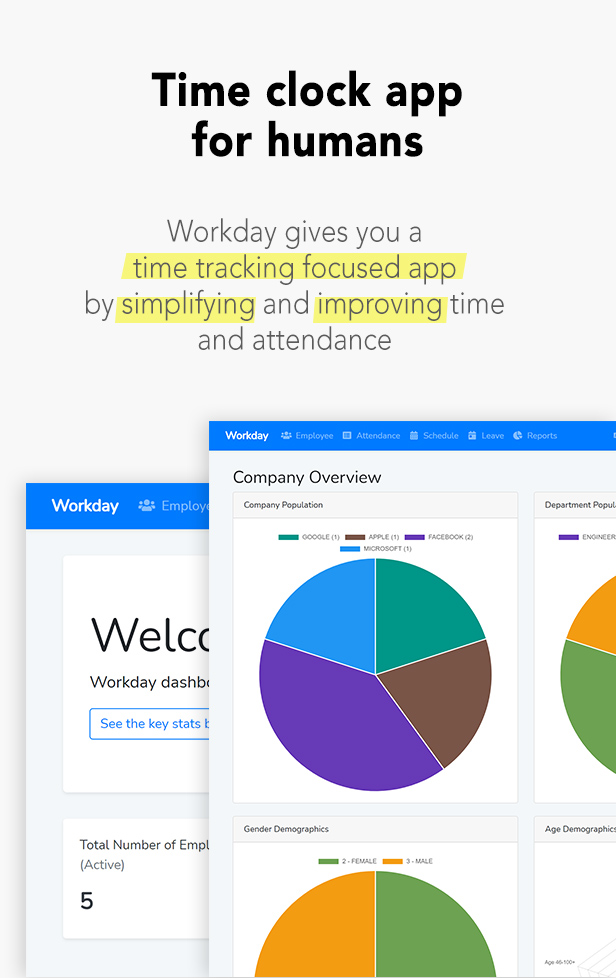 Time clock app
for humans
Workday gives you a
time tracking focused app
by simplifying and improving time
and attendance
Workday Employee Attendance Schedule Leave Reports
Company Overview
Company Population
GOOGLE (1) APPLE (1) FACEBOOK (2)
MICROSOFT (1)
Department Popul
ENGINEER
Gender Demographics
2 - FEMALE 3 - MALE
Age Demographics
Age 46-100+
Workday Employe
Welco
Workday dashbo
See the key stats b
Total Number of Empl
(Active)
5